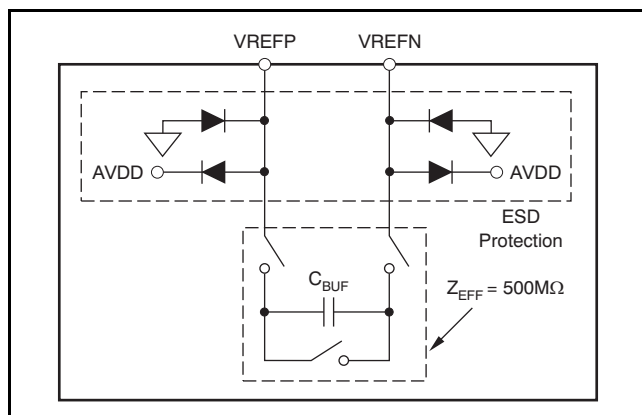 VREFP VREFN
AVDD AVDD
ESD
Protection
C_BUF
Z_EFF = 500MΩ